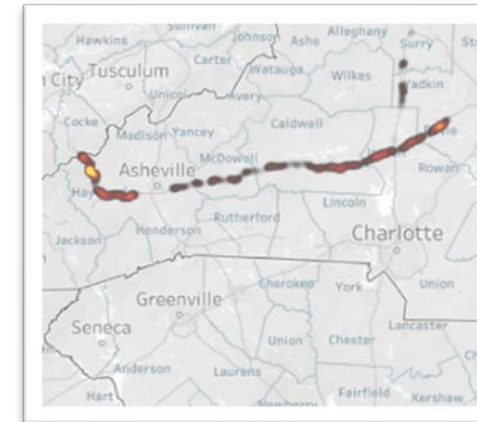 Sullivan
Johnson
Alleghany
Hawkins
Ashe
Surry
Carter
City
Tusculum
Watauga
Wilkes
Yadkin
Unicoi
Avery
Cocke
Madison
Yancey
Caldwell
McDowell
Asheville
Rowan
Henderson
Lincoln
Rutherford
Jackson
Charlotte
Cherokee
York
Union
Greenville
Lancaster
Seneca
Union
Chester
Anderson
Laurens
Fairfield
Kershaw
Hart
Newberry